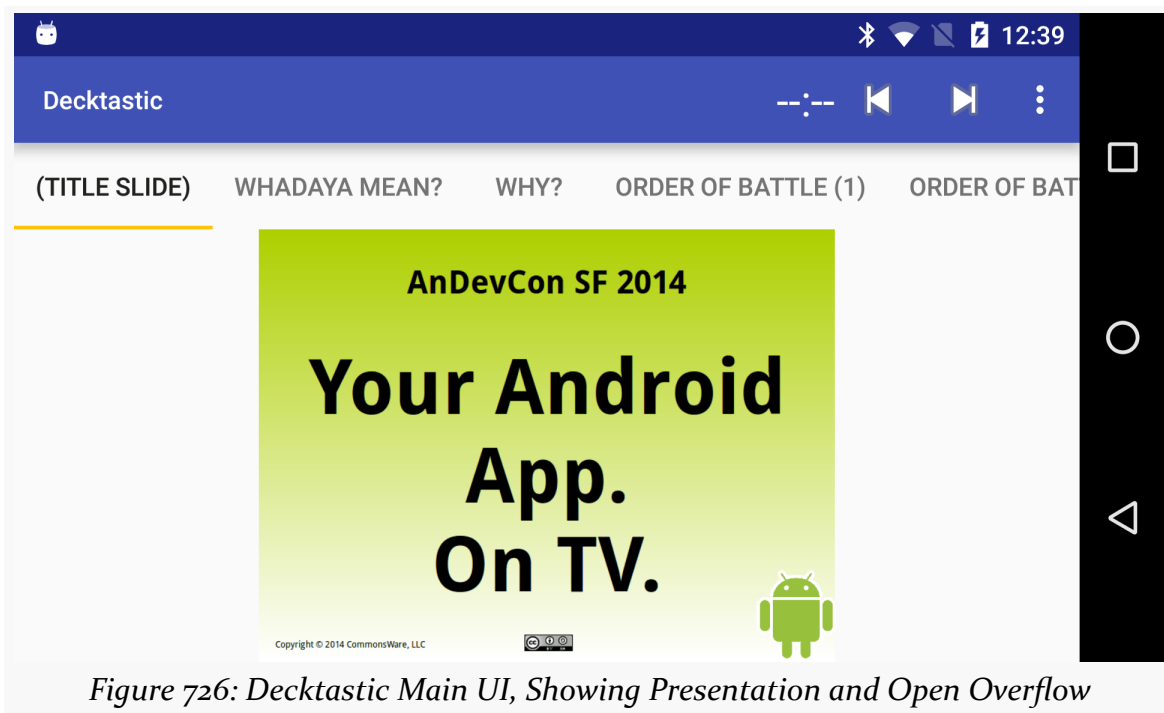 12:39
Decktastic
--:--
(TITLE SLIDE) WHADAYA MEAN? WHY? ORDER OF BATTLE (1) ORDER OF BAT
AnDevCon SF 2014
Your Android
App.
On TV.
Copyright © 2014 CommonsWare, LLC
Figure 726: Decktastic Main UI, Showing Presentation and Open Overflow